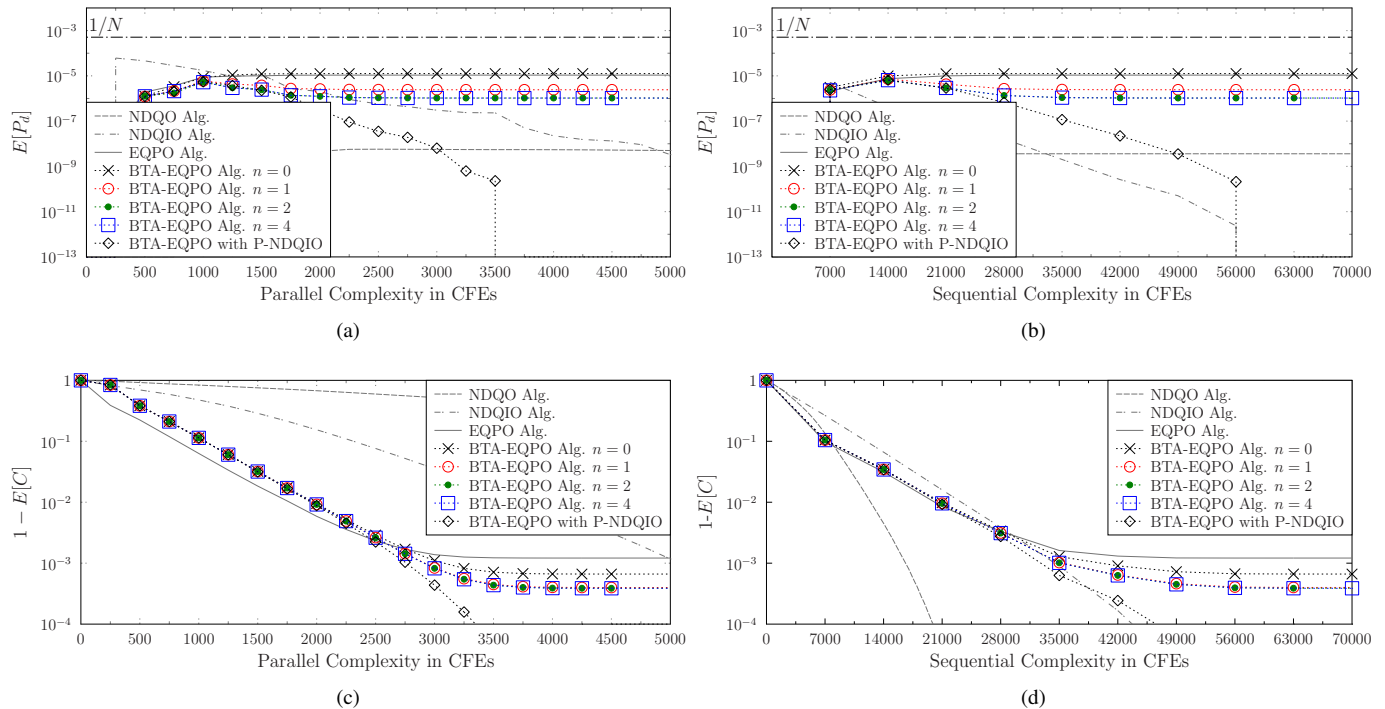 1/N
10^−3
10^−5
10^−7
10^−9
10^−11
10^−13
E[P_d]
NDQO Alg.
NDQIO Alg.
EQPO Alg.
BTA-EQPO Alg. n = 0
BTA-EQPO Alg. n = 1
BTA-EQPO Alg. n = 2
BTA-EQPO Alg. n = 4
BTA-EQPO with P-NDQIO
0 500 1000 1500 2000 2500 3000 3500 4000 4500 5000
Parallel Complexity in CFEs
(a)
1/N
10^−3
10^−5
10^−7
10^−9
10^−11
10^−13
E[P_d]
NDQO Alg.
NDQIO Alg.
EQPO Alg.
BTA-EQPO Alg. n = 0
BTA-EQPO Alg. n = 1
BTA-EQPO Alg. n = 2
BTA-EQPO Alg. n = 4
BTA-EQPO with P-NDQIO
7000 14000 21000 28000 35000 42000 49000 56000 63000 70000
Sequential Complexity in CFEs
(b)
1
10^−1
10^−2
10^−3
10^−4
1 − E[C]
NDQO Alg.
NDQIO Alg.
EQPO Alg.
BTA-EQPO Alg. n = 0
BTA-EQPO Alg. n = 1
BTA-EQPO Alg. n = 2
BTA-EQPO Alg. n = 4
BTA-EQPO with P-NDQIO
0 500 1000 1500 2000 2500 3000 3500 4000 4500 5000
Parallel Complexity in CFEs
(c)
1
10^−1
10^−2
10^−3
10^−4
1-E[C]
NDQO Alg.
NDQIO Alg.
EQPO Alg.
BTA-EQPO Alg. n = 0
BTA-EQPO Alg. n = 1
BTA-EQPO Alg. n = 2
BTA-EQPO Alg. n = 4
BTA-EQPO with P-NDQIO
0 7000 14000 21000 28000 35000 42000 49000 56000 63000 70000
Sequential Complexity in CFEs
(d)